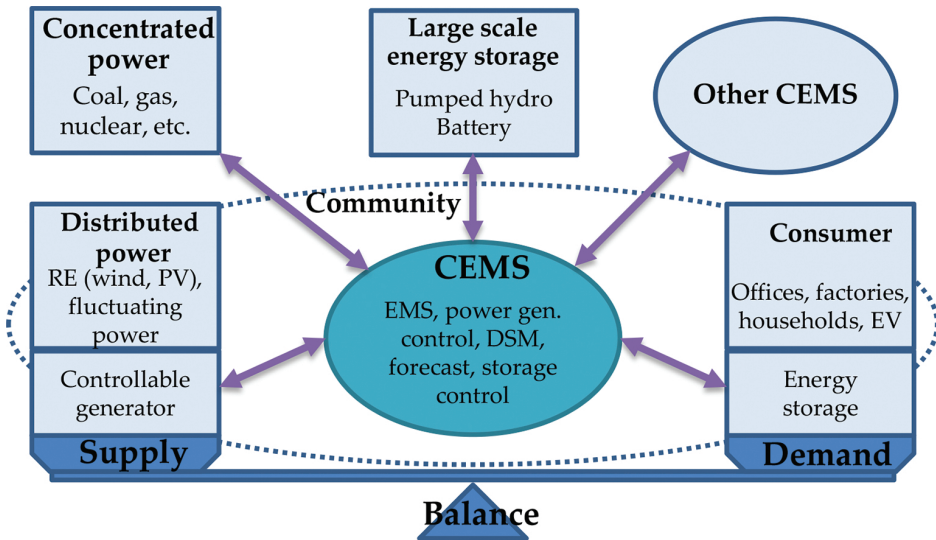 Concentrated
power
Coal, gas,
nuclear, etc.
Large scale
energy storage
Pumped hydro
Battery
Other CEMS
Community
Distributed
power
RE (wind, PV),
fluctuating
power
Controllable
generator
Supply
CEMS
EMS, power gen.
control, DSM,
forecast, storage
control
Consumer
Offices, factories,
households, EV
Energy
storage
Demand
Balance